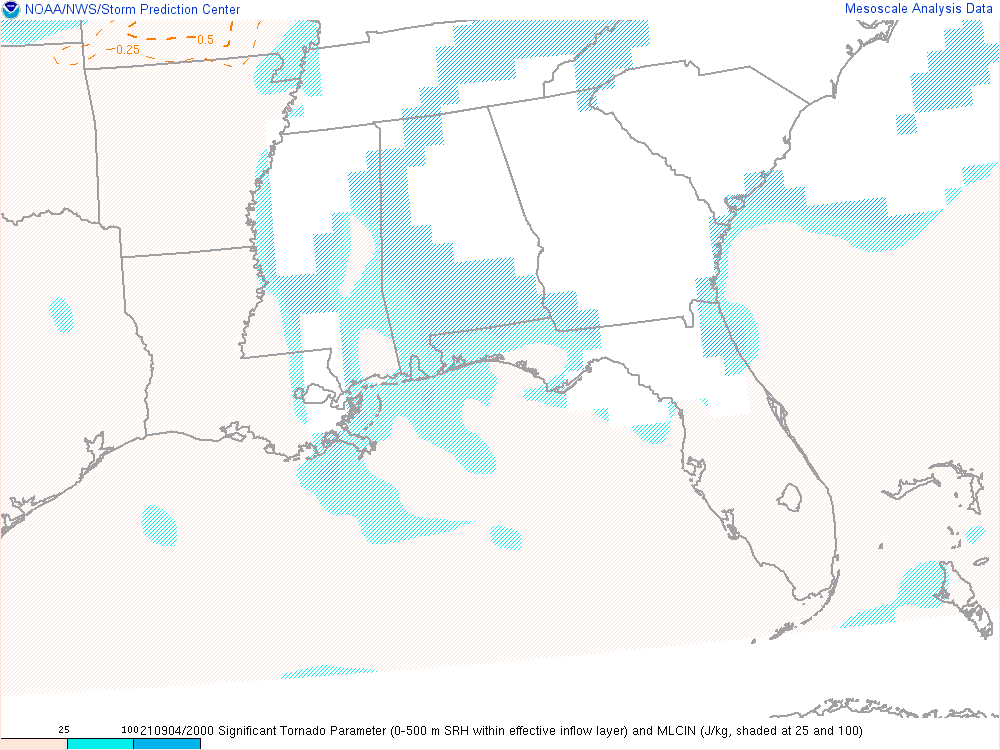 NOAA/NWS/Storm Prediction Center
Mesoscale Analysis Data
−0.5
−0.25
25
100
210904/2000 Significant Tornado Parameter (0-500 m SRH within effective inflow layer) and MLCIN (J/kg, shaded at 25 and 100)